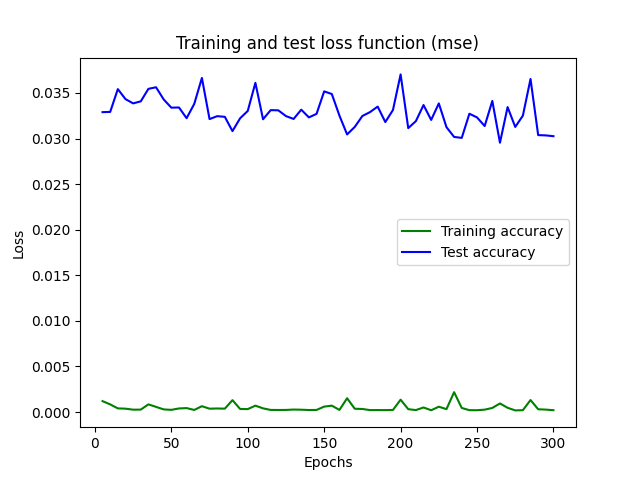 Training and test loss function (mse)
0.035
0.030
0.025
0.020
0.015
0.010
0.005
0.000
Loss
Training accuracy
Test accuracy
0 50 100 150 200 250 300
Epochs